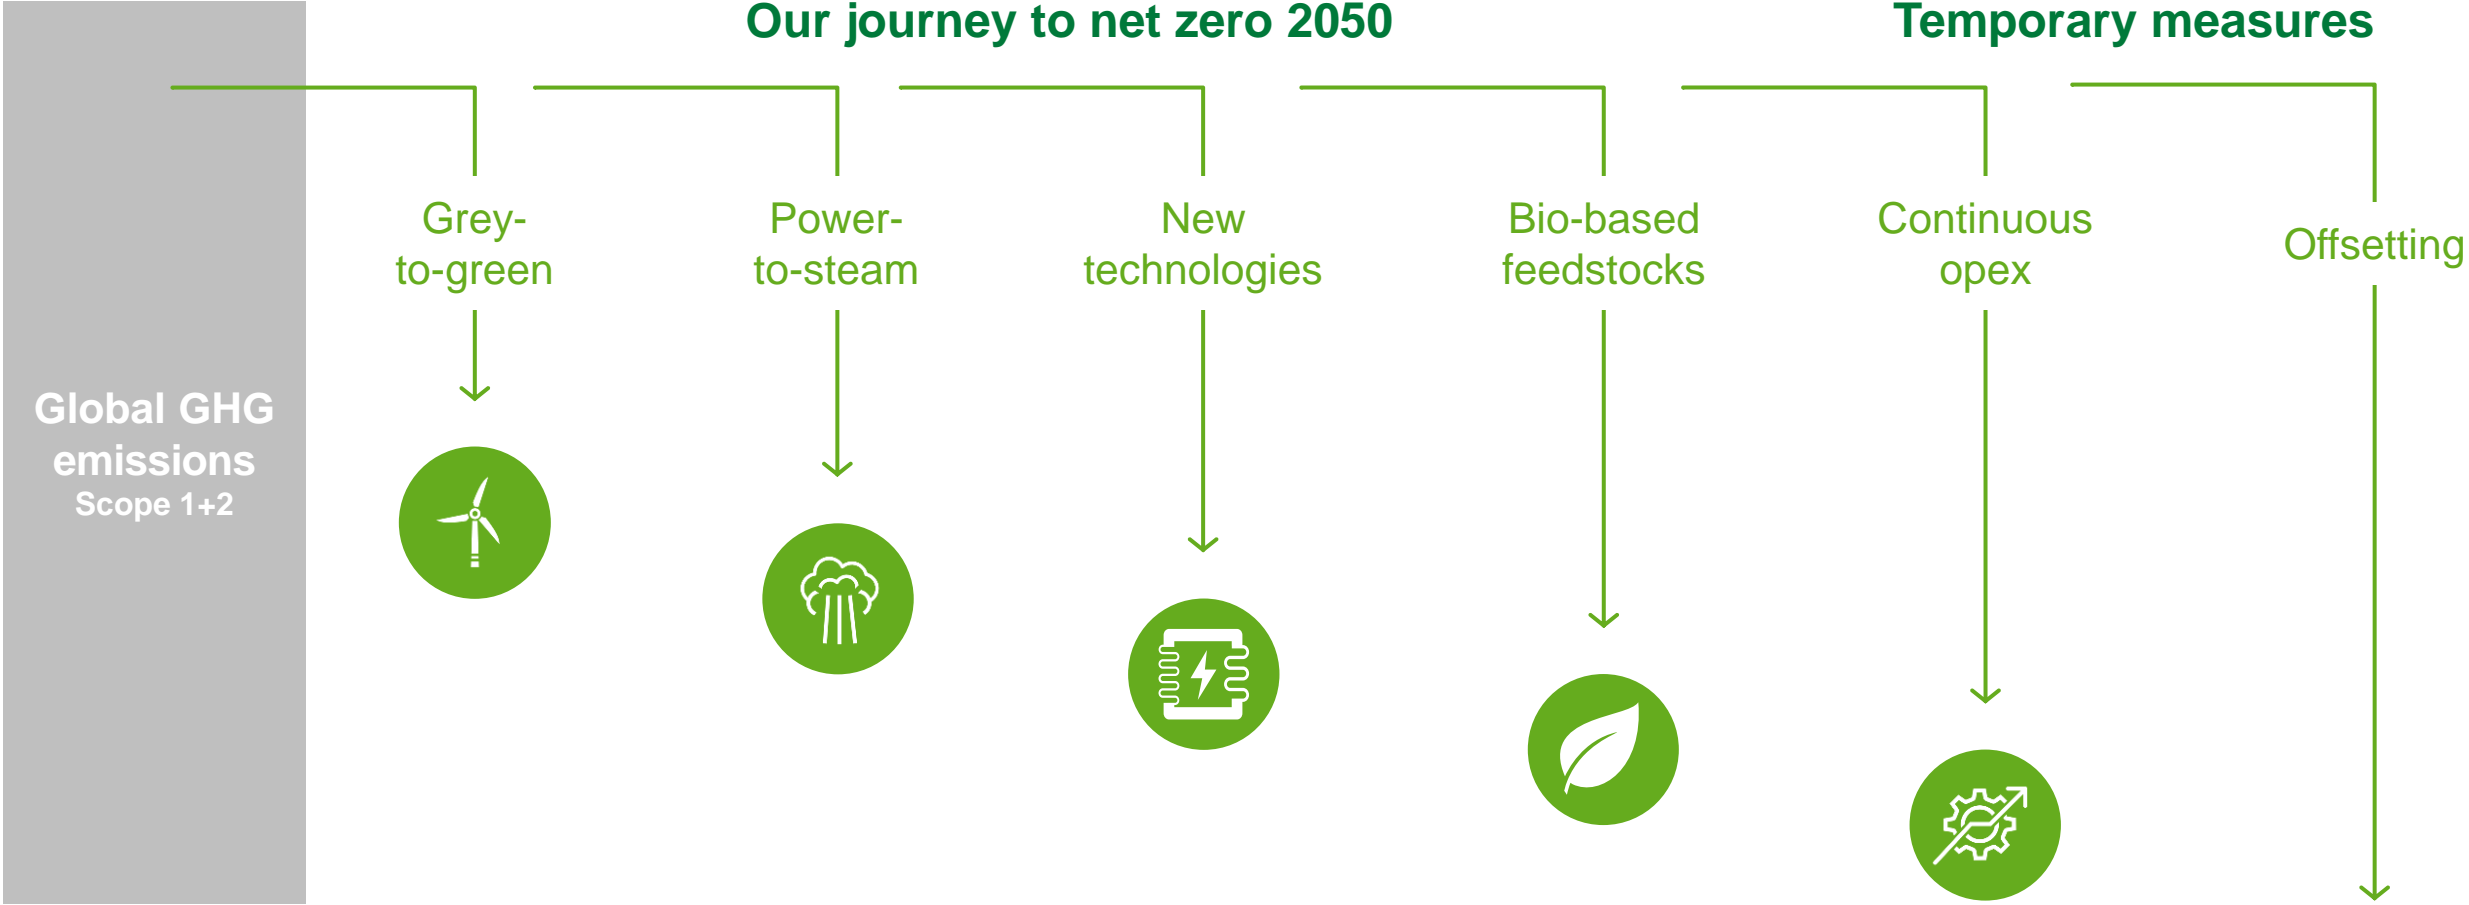 Our journey to net zero 2050
Temporary measures
Grey-
to-green
Power-
to-steam
New
technologies
Bio-based
feedstocks
Continuous
opex
Offsetting
Global GHG
emissions
Scope 1+2